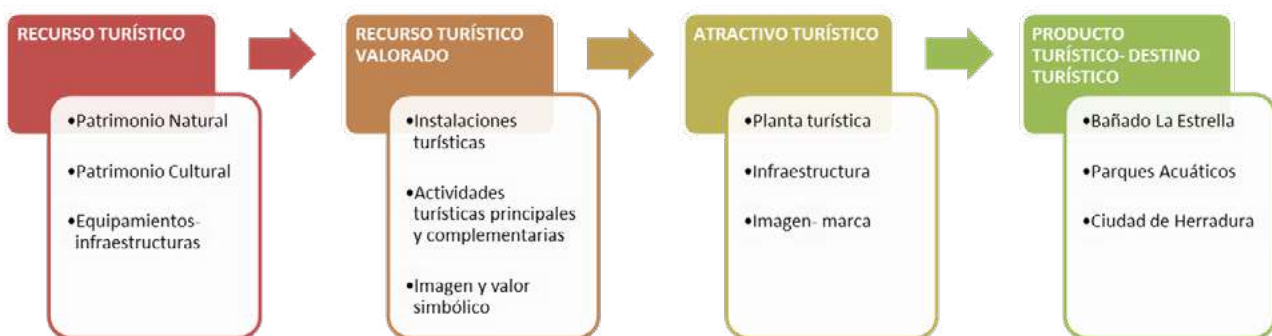 RECURSO TURÍSTICO
•Patrimonio Natural
•Patrimonio Cultural
•Equipamientos-
infraestructuras
RECURSO TURÍSTICO
VALORADO
•Instalaciones
turísticas
•Actividades
turísticas principales
y complementarias
•Imagen y valor
simbólico
ATRACTIVO TURÍSTICO
•Planta turística
•Infraestructura
•Imagen- marca
PRODUCTO
TURÍSTICO- DESTINO
TURÍSTICO
•Bañado La Estrella
•Parques Acuáticos
•Ciudad de Herradura